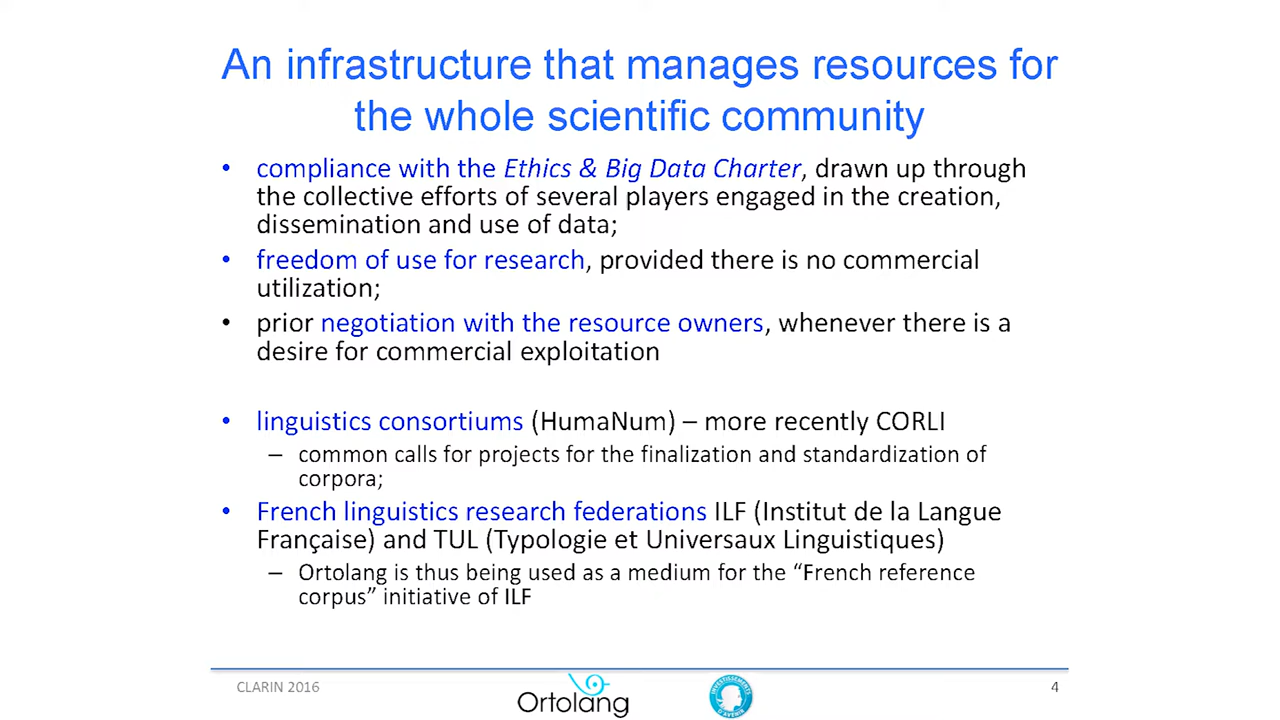 An infrastructure that manages resources for
the whole scientific community
• compliance with the Ethics & Big Data Charter, drawn up through
the collective efforts of several players engaged in the creation,
dissemination and use of data;
• freedom of use for research, provided there is no commercial
utilization;
• prior negotiation with the resource owners, whenever there is a
desire for commercial exploitation
• linguistics consortiums (HumaNum) – more recently CORLI
– common calls for projects for the finalization and standardization of
corpora;
• French linguistics research federations ILF (Institut de la Langue
Française) and TUL (Typologie et Universaux Linguistiques)
– Ortolang is thus being used as a medium for the “French reference
corpus” initiative of ILF
CLARIN 2016
Ortolang
INVESTISSEMENTS
D'AVENIR
4